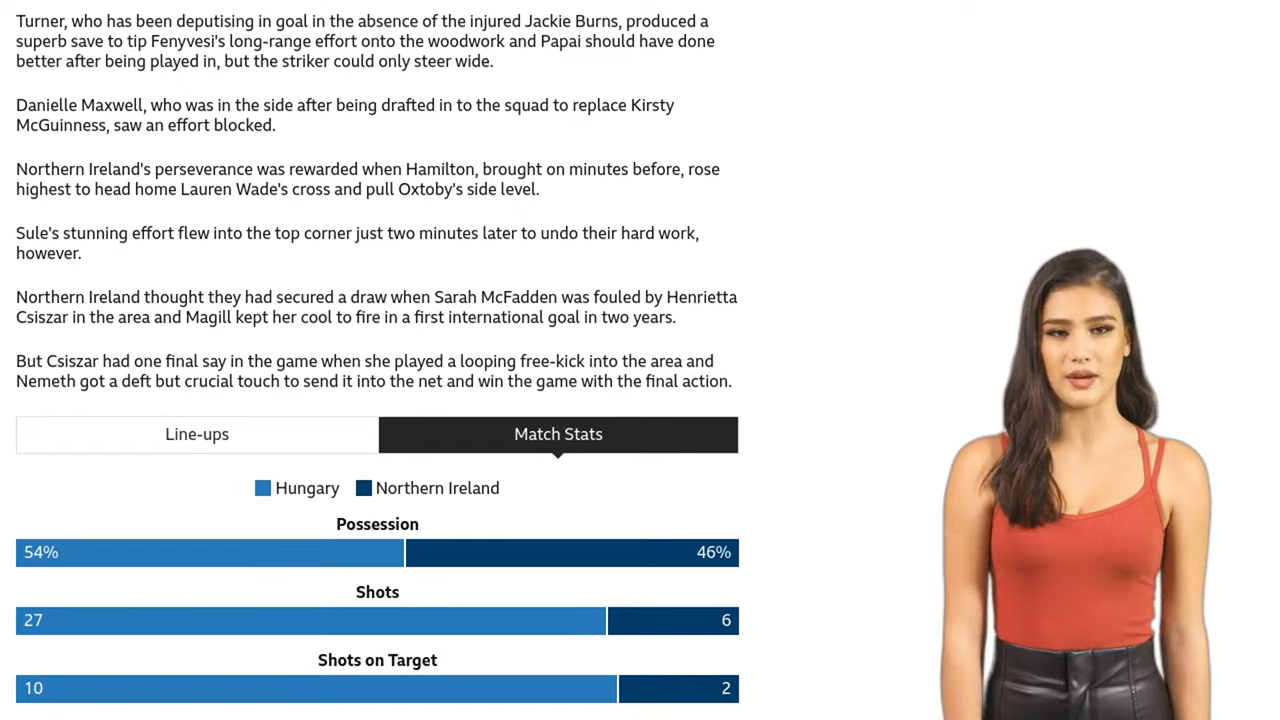 Turner, who has been deputising in goal in the absence of the injured Jackie Burns, produced a
superb save to tip Fenyvesi's long-range effort onto the woodwork and Papai should have done
better after being played in, but the striker could only steer wide.
Danielle Maxwell, who was in the side after being drafted in to the squad to replace Kirsty
McGuinness, saw an effort blocked.
Northern Ireland's perseverance was rewarded when Hamilton, brought on minutes before, rose
highest to head home Lauren Wade's cross and pull Oxtoby's side level.
Sule's stunning effort flew into the top corner just two minutes later to undo their hard work,
however.
Northern Ireland thought they had secured a draw when Sarah McFadden was fouled by Henrietta
Csiszar in the area and Magill kept her cool to fire in a first international goal in two years.
But Csiszar had one final say in the game when she played a looping free-kick into the area and
Nemeth got a deft but crucial touch to send it into the net and win the game with the final action.
Line-ups Match Stats
Hungary Northern Ireland
Possession
54% 46%
Shots
27 6
Shots on Target
10 2